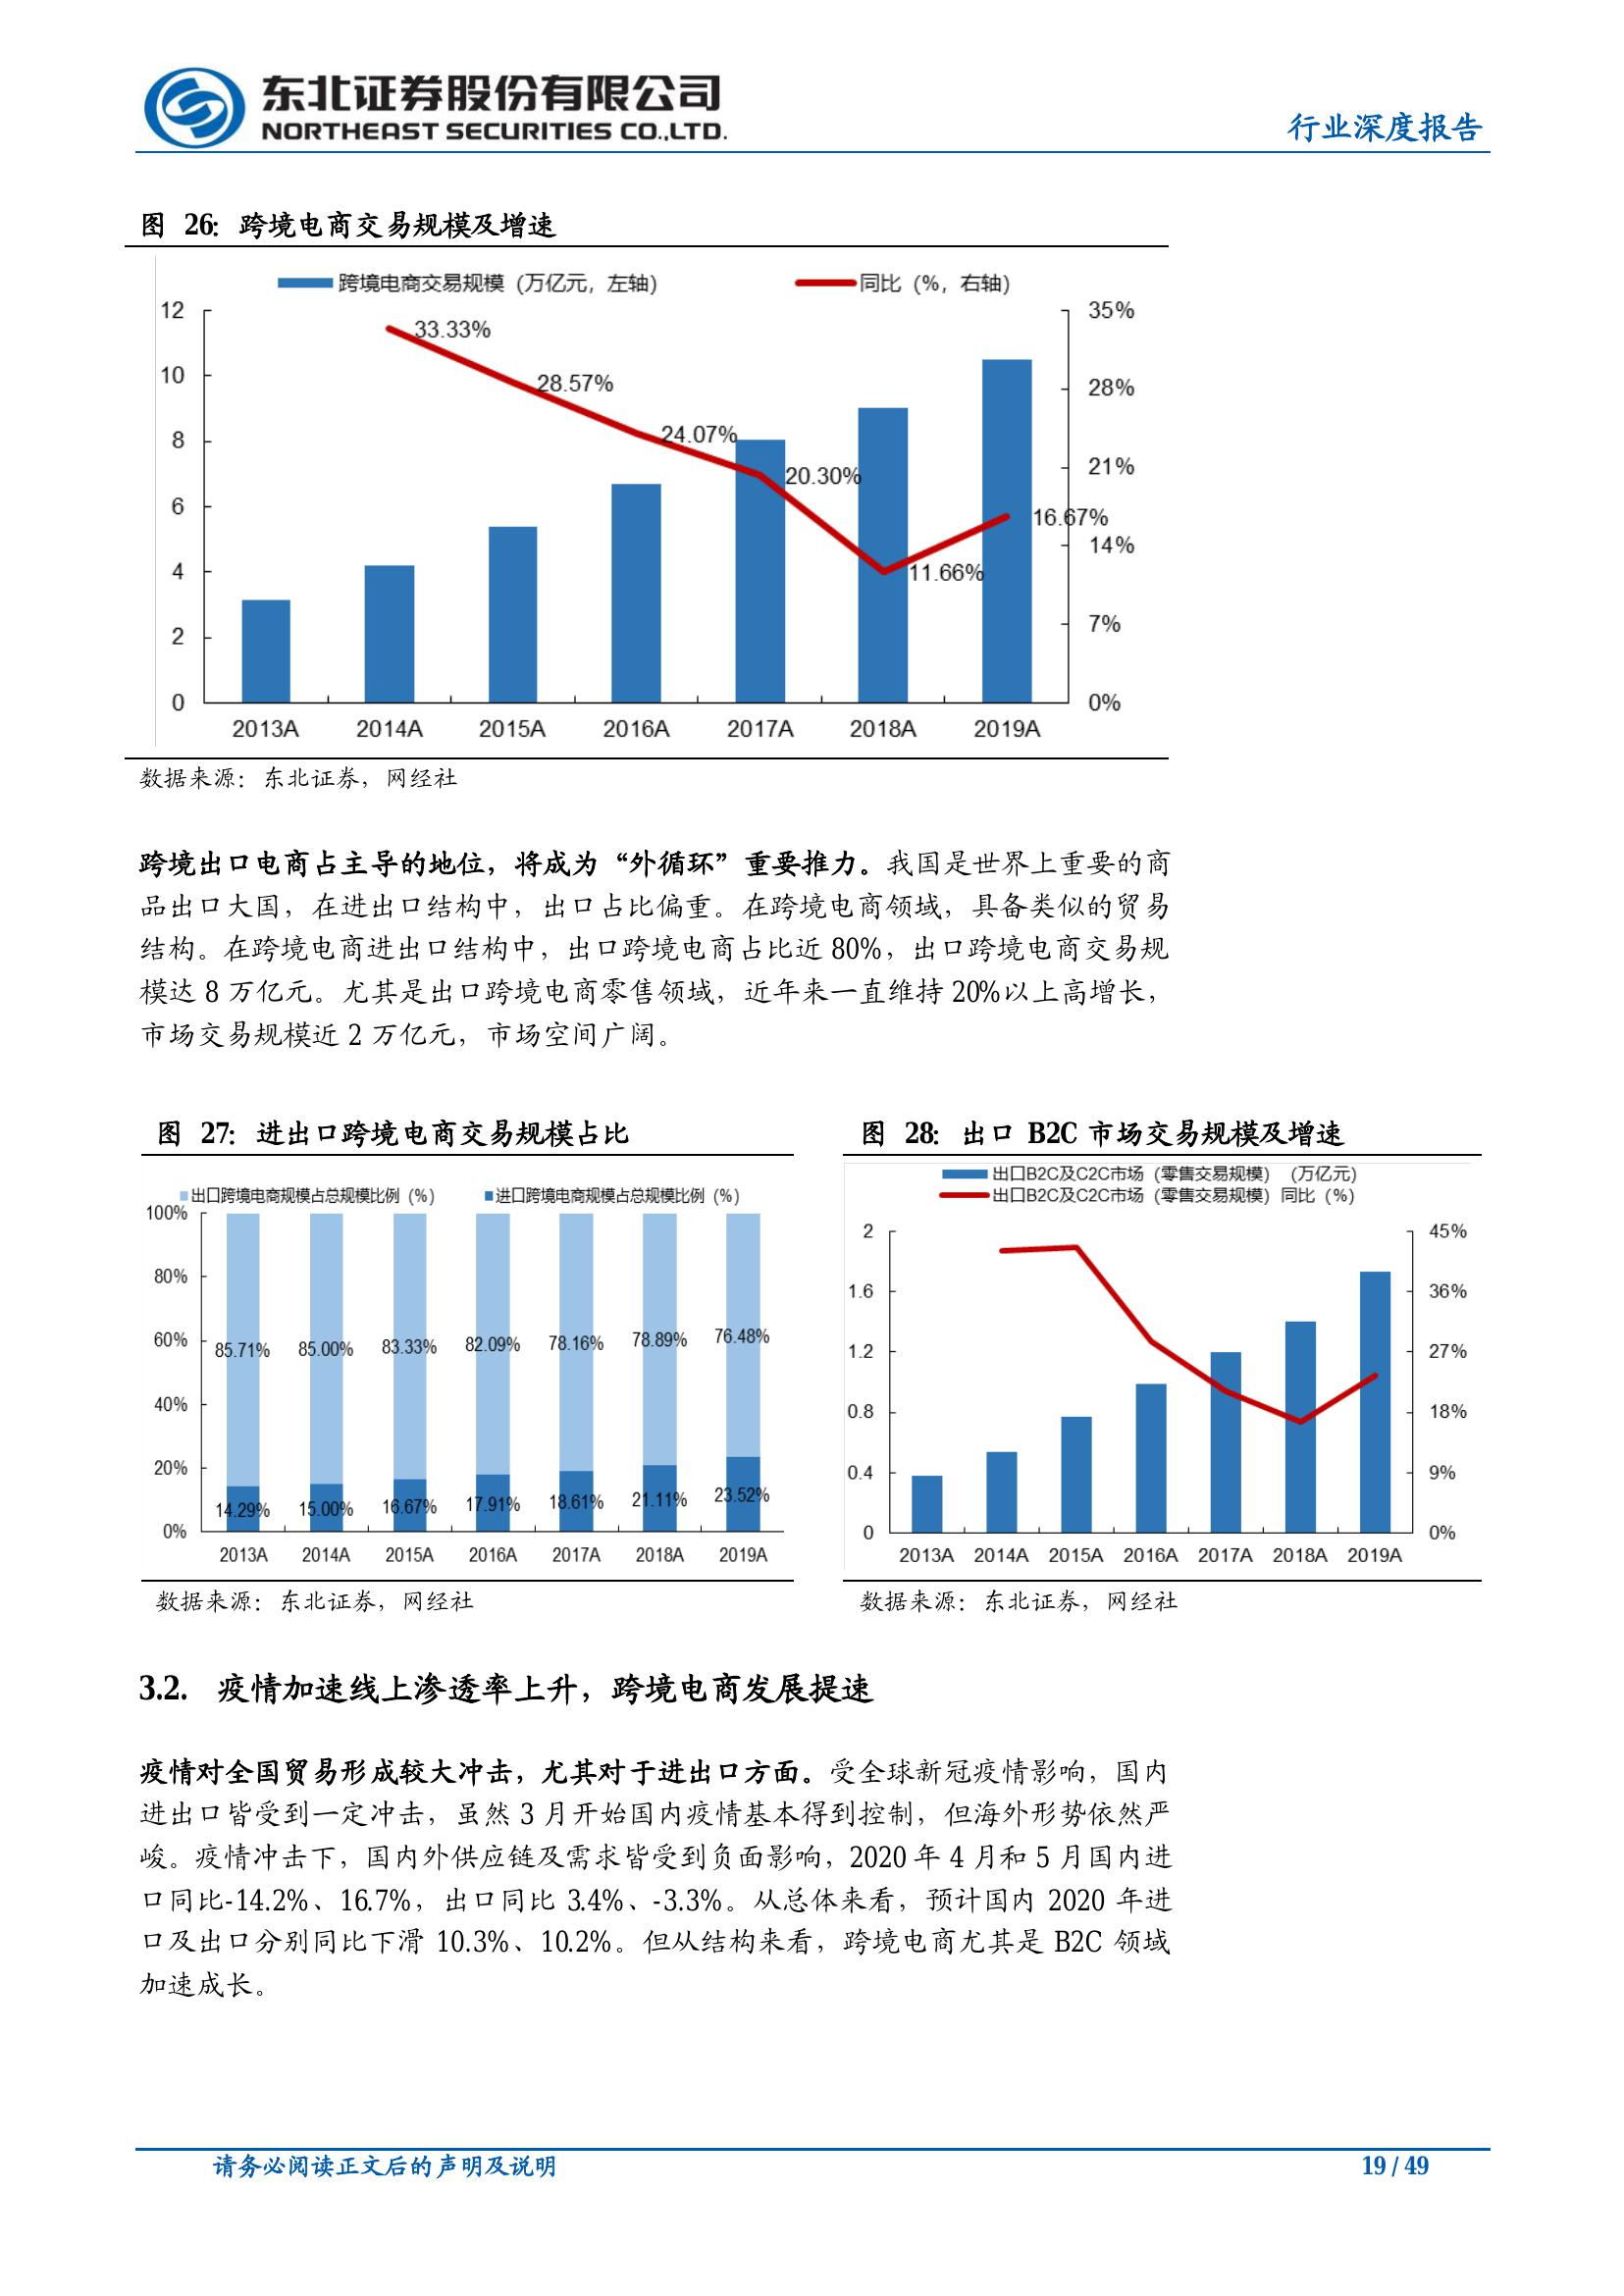 东北证券股份有限公司
NORTHEAST SECURITIES CO.,LTD.
行业深度报告
图 26：跨境电商交易规模及增速
跨境电商交易规模（万亿元，左轴） 同比（%，右轴）
12
10
8
6
4
2
0
35%
28%
21%
14%
7%
0%
33.33%
28.57%
24.07%
20.30%
11.66%
16.67%
2013A 2014A 2015A 2016A 2017A 2018A 2019A
数据来源：东北证券，网经社
跨境出口电商占主导的地位，将成为“外循环”重要推力。我国是世界上重要的商
品出口大国，在进出口结构中，出口占比偏重。在跨境电商领域，具备类似的贸易
结构。在跨境电商进出口结构中，出口跨境电商占比近 80%，出口跨境电商交易规
模达 8 万亿元。尤其是出口跨境电商零售领域，近年来一直维持 20%以上高增长，
市场交易规模近 2 万亿元，市场空间广阔。
图 27：进出口跨境电商交易规模占比
出口跨境电商规模占总规模比例（%） 进口跨境电商规模占总规模比例（%）
100%
80%
60%
40%
20%
0%
85.71% 85.00% 83.33% 82.09% 78.16% 78.89% 76.48%
14.29% 15.00% 16.67% 17.91% 18.61% 21.11% 23.52%
2013A 2014A 2015A 2016A 2017A 2018A 2019A
数据来源：东北证券，网经社
图 28：出口 B2C 市场交易规模及增速
出口B2C及C2C市场（零售交易规模）（万亿元）
出口B2C及C2C市场（零售交易规模）同比（%）
2
1.6
1.2
0.8
0.4
0
45%
36%
27%
18%
9%
0%
2013A 2014A 2015A 2016A 2017A 2018A 2019A
数据来源：东北证券，网经社
3.2. 疫情加速线上渗透率上升，跨境电商发展提速
疫情对全国贸易形成较大冲击，尤其对于进出口方面。受全球新冠疫情影响，国内
进出口皆受到一定冲击，虽然 3 月开始国内疫情基本得到控制，但海外形势依然严
峻。疫情冲击下，国内外供应链及需求皆受到负面影响，2020 年 4 月和 5 月国内进
口同比-14.2%、16.7%，出口同比 3.4%、-3.3%。从总体来看，预计国内 2020 年进
口及出口分别同比下滑 10.3%、10.2%。但从结构来看，跨境电商尤其是 B2C 领域
加速成长。
请务必阅读正文后的声明及说明
19 / 49